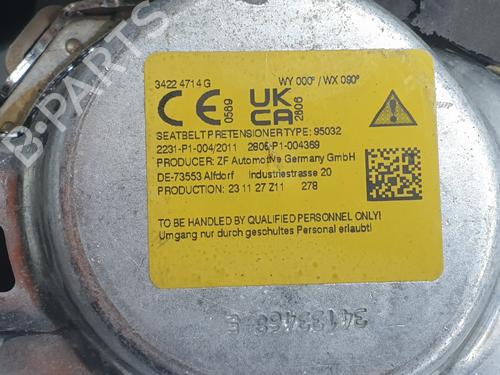 3422 4714 G WY 000° / WX 090°
CE 0589 UK CA 2806
SEATBELT PRETENSIONER TYPE: 95032
2231-P1-004/2011 2806-P1-004369
PRODUCER: ZF Automotive Germany GmbH
DE-73553 Alfdorf Industriestrasse 20
PRODUCTION: 23 11 27 Z11 278
TO BE HANDLED BY QUALIFIED PERSONNEL ONLY!
Umgang nur durch geschultes Personal erlaubt!
34133468 E